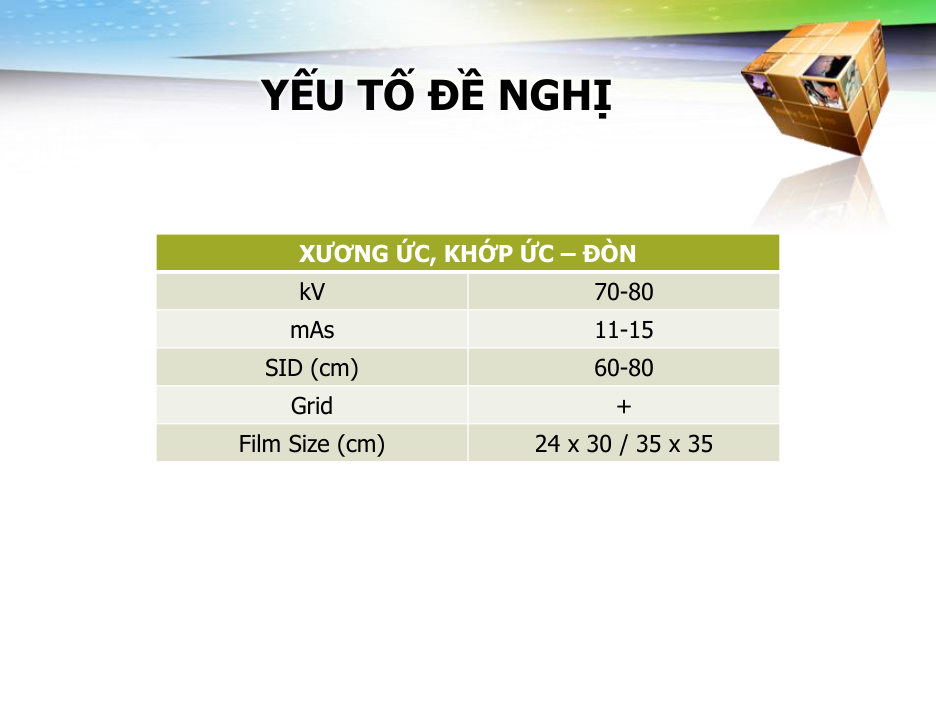 YẾU TỐ ĐỀ NGHỊ
XƯƠNG ỨC, KHỚP ỨC – ĐÒN
kV 70-80
mAs 11-15
SID (cm) 60-80
Grid +
Film Size (cm) 24 x 30 / 35 x 35